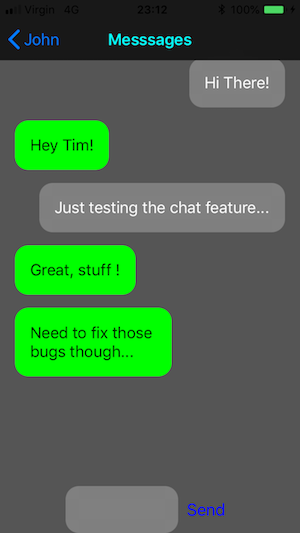 Virgin 4G 23:12 100%
John Messsages
Hi There!
Hey Tim!
Just testing the chat feature...
Great, stuff !
Need to fix those
bugs though...
Send